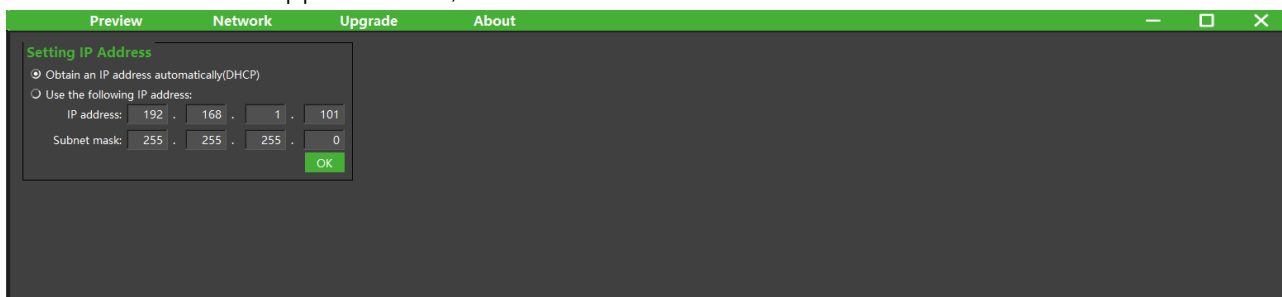 Preview Network Upgrade About
Setting IP Address
Obtain an IP address automatically(DHCP)
Use the following IP address:
IP address: 192 . 168 . 1 . 101
Subnet mask: 255 . 255 . 255 . 0
OK